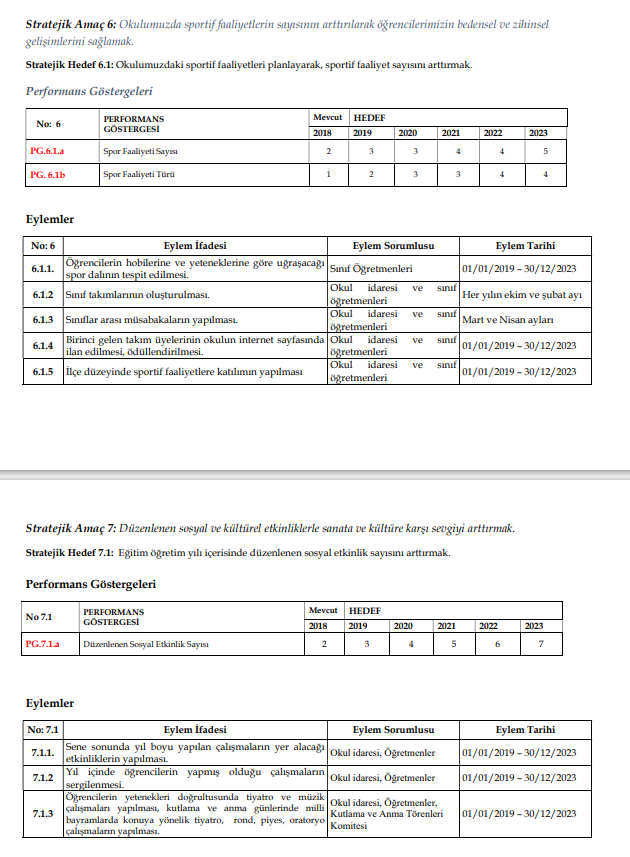 Stratejik Amaç 6: Okulumuzda sportif faaliyetlerin sayısının arttırılarak öğrencilerimizin bedensel ve zihinsel
gelişimlerini sağlamak.
Stratejik Hedef 6.1: Okulumuzdaki sportif faaliyetleri planlayarak, sportif faaliyet sayısını arttırmak.
Performans Göstergeleri
No: 6 PERFORMANS GÖSTERGESİ Mevcut HEDEF
2018 2019 2020 2021 2022 2023
PG.6.1.a Spor Faaliyeti Sayısı 2 3 3 4 4 5
PG. 6.1b Spor Faaliyeti Türü 1 2 3 3 4 4
Eylemler
No: 6 Eylem İfadesi Eylem Sorumlusu Eylem Tarihi
6.1.1. Öğrencilerin hobilerine ve yeteneklerine göre uğraşacağı spor dalının tespit edilmesi. Sınıf Öğretmenleri 01/01/2019 – 30/12/2023
6.1.2 Sınıf takımlarının oluşturulması. Okul idaresi ve sınıf öğretmenleri Her yılın ekim ve şubat ayı
6.1.3 Sınıflar arası müsabakaların yapılması. Okul idaresi ve sınıf öğretmenleri Mart ve Nisan ayları
6.1.4 Birinci gelen takım üyelerinin okulun internet sayfasında ilan edilmesi, ödüllendirilmesi. Okul idaresi ve sınıf öğretmenleri 01/01/2019 – 30/12/2023
6.1.5 İlçe düzeyinde sportif faaliyetlere katılımın yapılması Okul idaresi ve sınıf öğretmenleri 01/01/2019 – 30/12/2023
Stratejik Amaç 7: Düzenlenen sosyal ve kültürel etkinliklerle sanata ve kültüre karşı sevgiyi arttırmak.
Stratejik Hedef 7.1: Eğitim öğretim yılı içerisinde düzenlenen sosyal etkinlik sayısını arttırmak.
Performans Göstergeleri
No 7.1 PERFORMANS GÖSTERGESİ Mevcut HEDEF
2018 2019 2020 2021 2022 2023
PG.7.1.a Düzenlenen Sosyal Etkinlik Sayısı 2 3 4 5 6 7
Eylemler
No: 7.1 Eylem İfadesi Eylem Sorumlusu Eylem Tarihi
7.1.1. Sene sonunda yıl boyu yapılan çalışmaların yer alacağı etkinliklerin yapılması. Okul idaresi, Öğretmenler 01/01/2019 – 30/12/2023
7.1.2 Yıl içinde öğrencilerin yapmış olduğu çalışmaların sergilenmesi. Okul idaresi, Öğretmenler 01/01/2019 – 30/12/2023
7.1.3 Öğrencilerin yetenekleri doğrultusunda tiyatro ve müzik çalışmaları yapılması, kutlama ve anma günlerinde milli bayramlarda konuya yönelik tiyatro, rond, piyes, oratoryo çalışmaların yapılması. Okul idaresi, Öğretmenler, Kutlama ve Anma Törenleri Komitesi 01/01/2019 – 30/12/2023